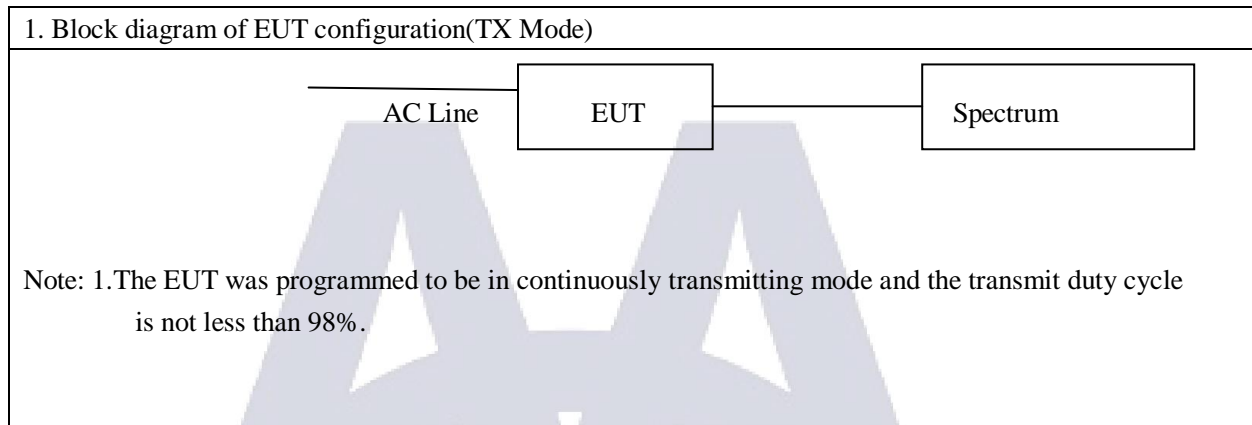 1. Block diagram of EUT configuration(TX Mode)
AC Line EUT Spectrum
Note: 1.The EUT was programmed to be in continuously transmitting mode and the transmit duty cycle
is not less than 98%.